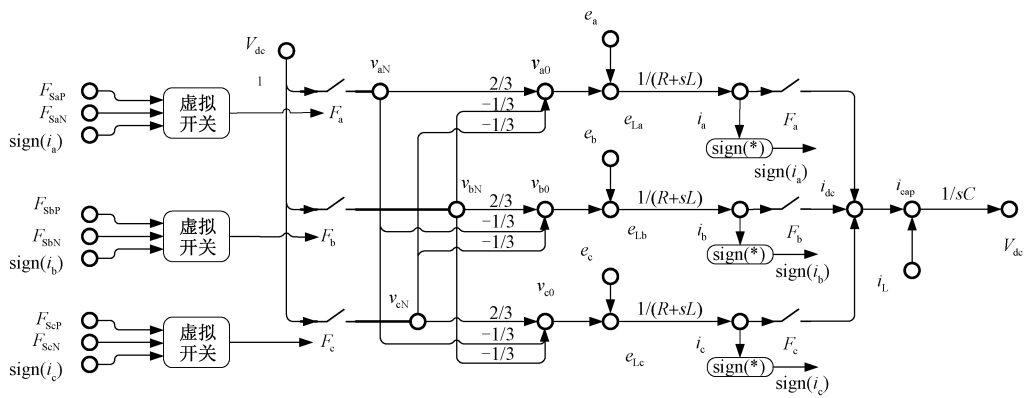 e_a
V_dc
v_aN
v_a0
1/(R+sL)
1
2/3
F_SaP
−1/3
F_SaN
虚拟
开关
F_a
−1/3
e_La
i_a
F_a
sign(i_a)
e_b
sign(*)
sign(i_a)
v_bN
v_b0
i_dc
i_cap
F_SbP
2/3
1/(R+sL)
1/sC
F_SbN
虚拟
开关
F_b
−1/3
e_Lb
i_b
F_b
V_dc
sign(i_b)
−1/3
e_c
sign(*)
sign(i_b)
i_L
v_cN
v_c0
F_ScP
2/3
1/(R+sL)
F_ScN
虚拟
开关
F_c
−1/3
e_Lc
i_c
F_c
sign(i_c)
−1/3
sign(*)
sign(i_c)